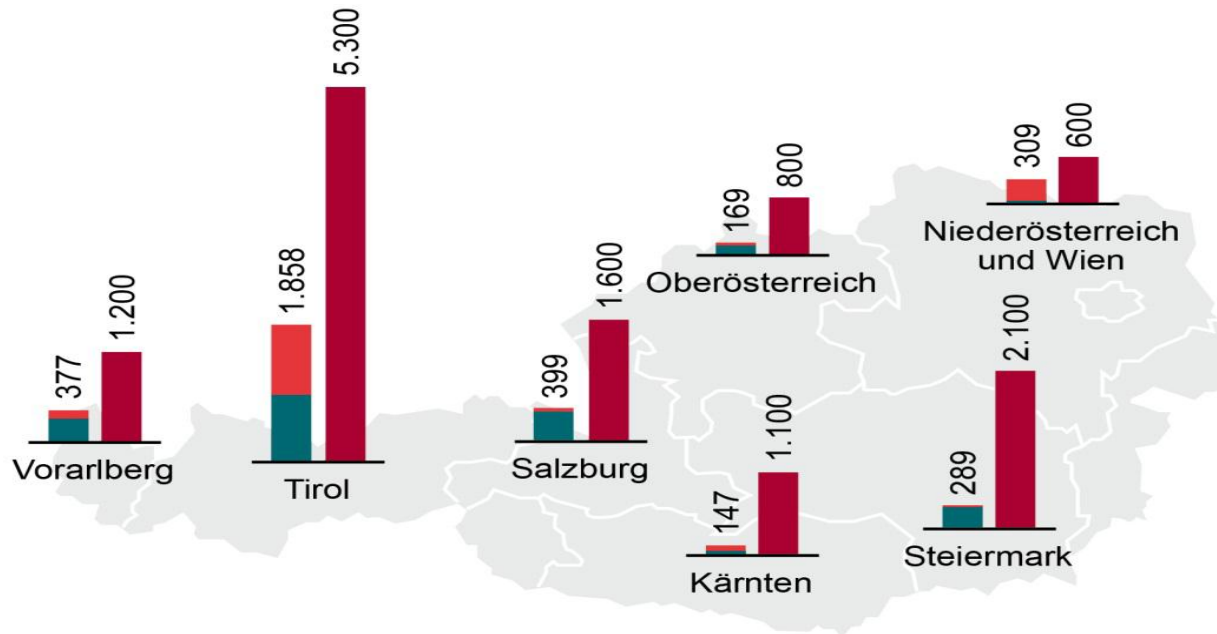 377
1.200
Vorarlberg
1.858
5.300
Tirol
399
1.600
Salzburg
169
800
Oberösterreich
309
600
Niederösterreich
und Wien
147
1.100
Kärnten
289
2.100
Steiermark